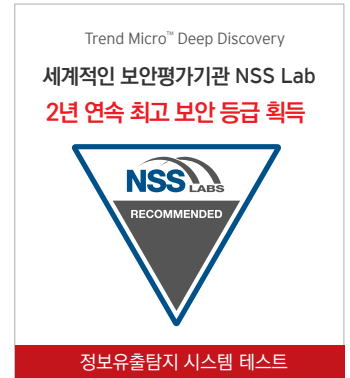 Trend Micro™ Deep Discovery
세계적인 보안평가기관 NSS Lab
2년 연속 최고 보안 등급 획득
NSS LABS
RECOMMENDED
정보유출탐지 시스템 테스트